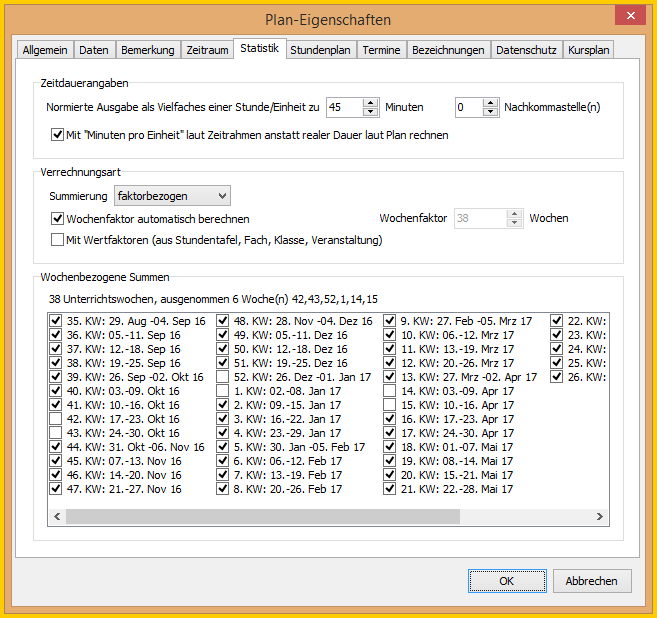 Plan-Eigenschaften
Allgemein Daten Bemerkung Zeitraum Statistik Stundenplan Termine Bezeichnungen Datenschutz Kursplan
Zeitdauerangaben
Normierte Ausgabe als Vielfaches einer Stunde/Einheit zu 45 Minuten 0 Nachkommastelle(n)
Mit "Minuten pro Einheit" laut Zeitrahmen anstatt realer Dauer laut Plan rechnen
Verrechnungsart
Summierung faktorbezogen
Wochenfaktor automatisch berechnen Wochenfaktor 38 Wochen
Mit Wertfaktoren (aus Stundentafel, Fach, Klasse, Veranstaltung)
Wochenbezogene Summen
38 Unterrichtswochen, ausgenommen 6 Woche(n) 42,43,52,1,14,15
35. KW: 29. Aug -04. Sep 16 48. KW: 28. Nov -04. Dez 16 9. KW: 27. Feb -05. Mrz 17 22. KW:
36. KW: 05.-11. Sep 16 49. KW: 05.-11. Dez 16 10. KW: 06.-12. Mrz 17 23. KW:
37. KW: 12.-18. Sep 16 50. KW: 12.-18. Dez 16 11. KW: 13.-19. Mrz 17 24. KW:
38. KW: 19.-25. Sep 16 51. KW: 19.-25. Dez 16 12. KW: 20.-26. Mrz 17 25. KW:
39. KW: 26. Sep -02. Okt 16 52. KW: 26. Dez -01. Jan 17 13. KW: 27. Mrz -02. Apr 17 26. KW:
40. KW: 03.-09. Okt 16 1. KW: 02.-08. Jan 17 14. KW: 03.-09. Apr 17
41. KW: 10.-16. Okt 16 2. KW: 09.-15. Jan 17 15. KW: 10.-16. Apr 17
42. KW: 17.-23. Okt 16 3. KW: 16.-22. Jan 17 16. KW: 17.-23. Apr 17
43. KW: 24.-30. Okt 16 4. KW: 23.-29. Jan 17 17. KW: 24.-30. Apr 17
44. KW: 31. Okt -06. Nov 16 5. KW: 30. Jan -05. Feb 17 18. KW: 01.-07. Mai 17
45. KW: 07.-13. Nov 16 6. KW: 06.-12. Feb 17 19. KW: 08.-14. Mai 17
46. KW: 14.-20. Nov 16 7. KW: 13.-19. Feb 17 20. KW: 15.-21. Mai 17
47. KW: 21.-27. Nov 16 8. KW: 20.-26. Feb 17 21. KW: 22.-28. Mai 17
OK Abbrechen